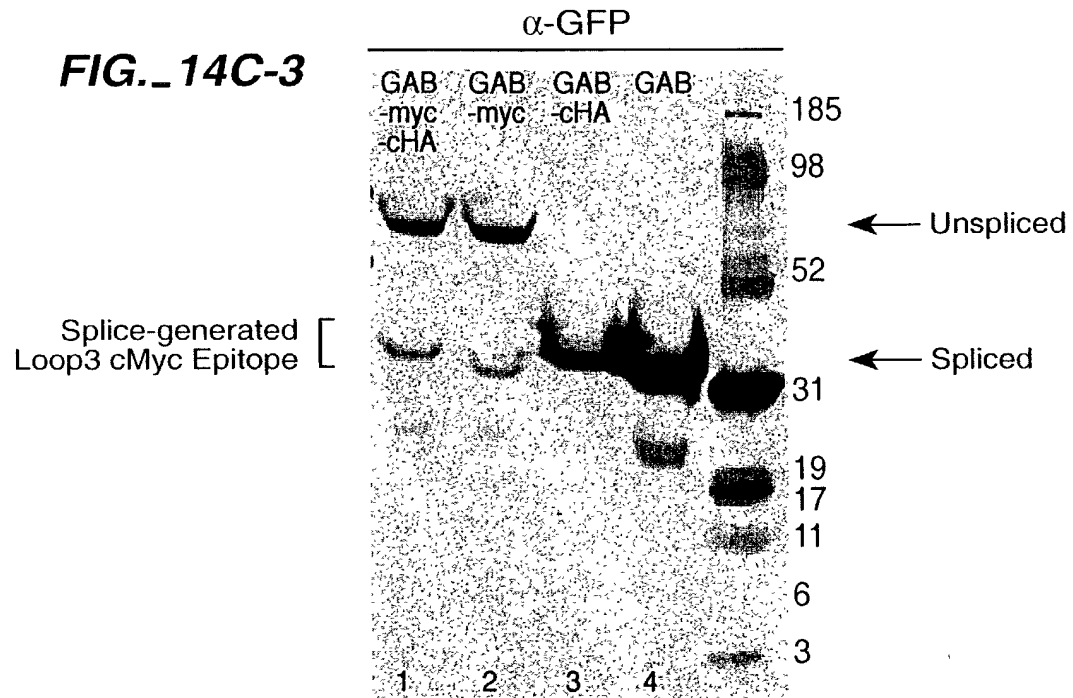 α-GFP
FIG._14C-3
GAB -myc -cHA
GAB -myc
GAB -cHA
GAB
185
98
Unspliced
52
Splice-generated
Loop3 cMyc Epitope
Spliced
31
19
17
11
6
3
1 2 3 4